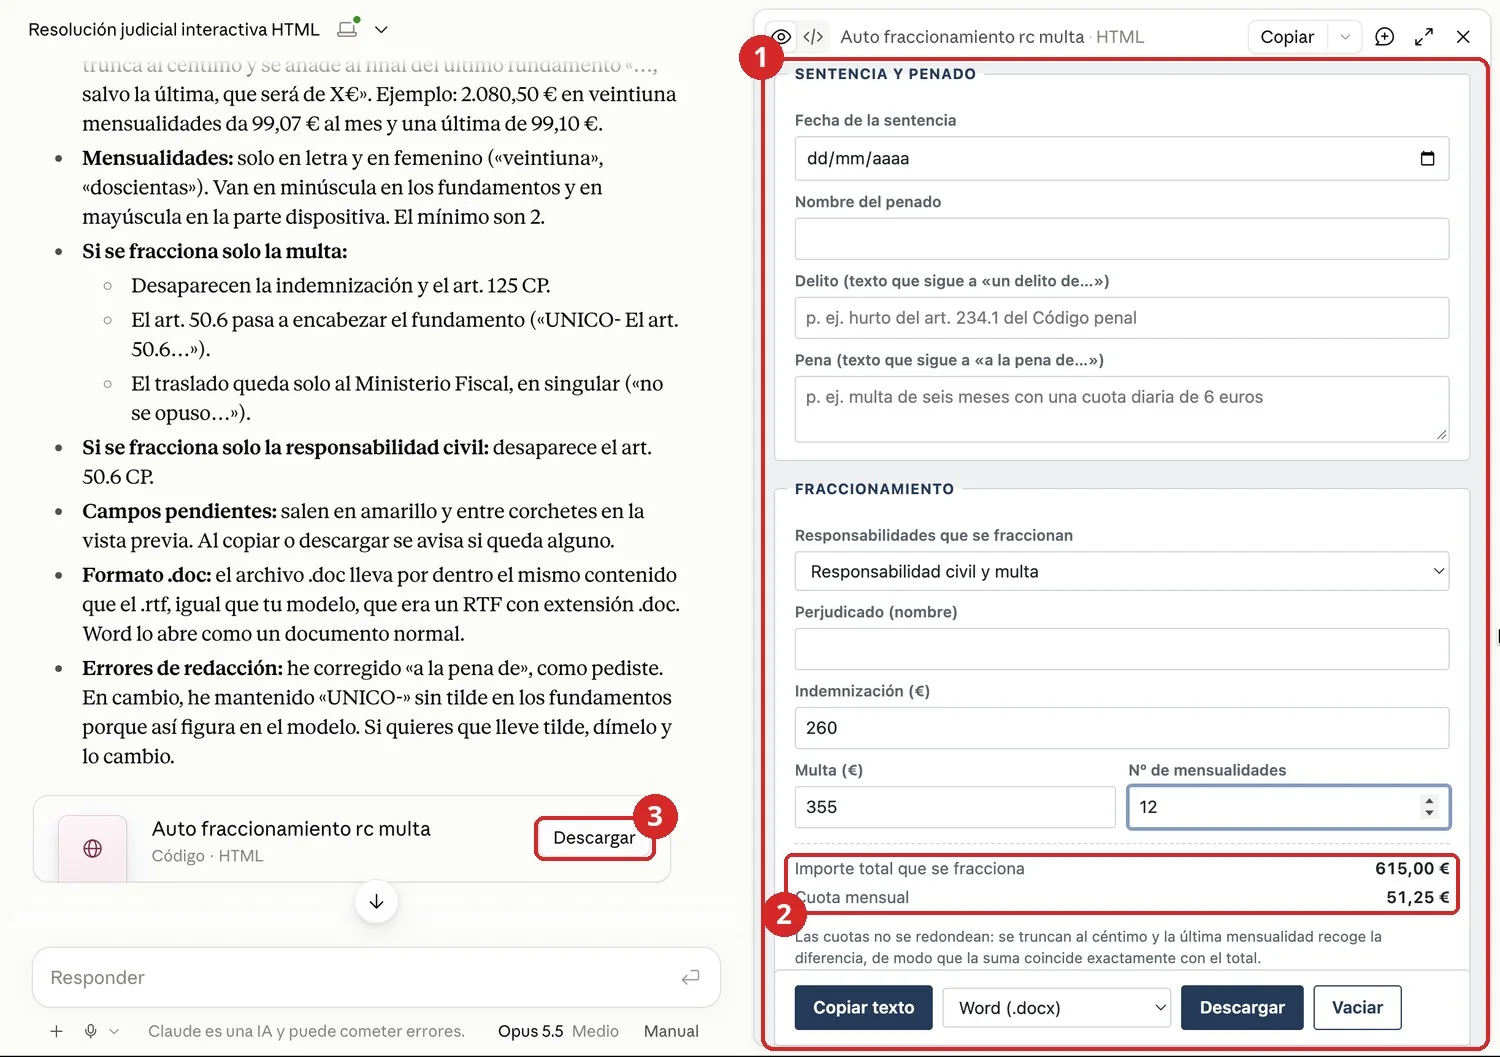 Resolución judicial interactiva HTML
trunca al céntimo y se añade al final del último fundamento «…,
salvo la última, que será de X€». Ejemplo: 2.080,50 € en veintiuna
mensualidades da 99,07 € al mes y una última de 99,10 €.
• Mensualidades: solo en letra y en femenino («veintiuna»,
«doscientas»). Van en minúscula en los fundamentos y en
mayúscula en la parte dispositiva. El mínimo son 2.
• Si se fracciona solo la multa:
◦ Desaparecen la indemnización y el art. 125 CP.
◦ El art. 50.6 pasa a encabezar el fundamento («UNICO- El art.
50.6…»).
◦ El traslado queda solo al Ministerio Fiscal, en singular («no
se opuso…»).
• Si se fracciona solo la responsabilidad civil: desaparece el art.
50.6 CP.
• Campos pendientes: salen en amarillo y entre corchetes en la
vista previa. Al copiar o descargar se avisa si queda alguno.
• Formato .doc: el archivo .doc lleva por dentro el mismo contenido
que el .rtf, igual que tu modelo, que era un RTF con extensión .doc.
Word lo abre como un documento normal.
• Errores de redacción: he corregido «a la pena de», como pediste.
En cambio, he mantenido «UNICO-» sin tilde en los fundamentos
porque así figura en el modelo. Si quieres que lleve tilde, dímelo y
lo cambio.
Auto fraccionamiento rc multa
Código · HTML
Descargar
3
Responder
Claude es una IA y puede cometer errores. Opus 5.5 Medio Manual
</> Auto fraccionamiento rc multa · HTML Copiar
1
SENTENCIA Y PENADO
Fecha de la sentencia
dd/mm/aaaa
Nombre del penado
Delito (texto que sigue a «un delito de...»)
p. ej. hurto del art. 234.1 del Código penal
Pena (texto que sigue a «a la pena de...»)
p. ej. multa de seis meses con una cuota diaria de 6 euros
FRACCIONAMIENTO
Responsabilidades que se fraccionan
Responsabilidad civil y multa
Perjudicado (nombre)
Indemnización (€)
260
Multa (€) Nº de mensualidades
355 12
Importe total que se fracciona 615,00 €
Cuota mensual 51,25 €
2
Las cuotas no se redondean: se truncan al céntimo y la última mensualidad recoge la
diferencia, de modo que la suma coincide exactamente con el total.
Copiar texto Word (.docx) Descargar Vaciar